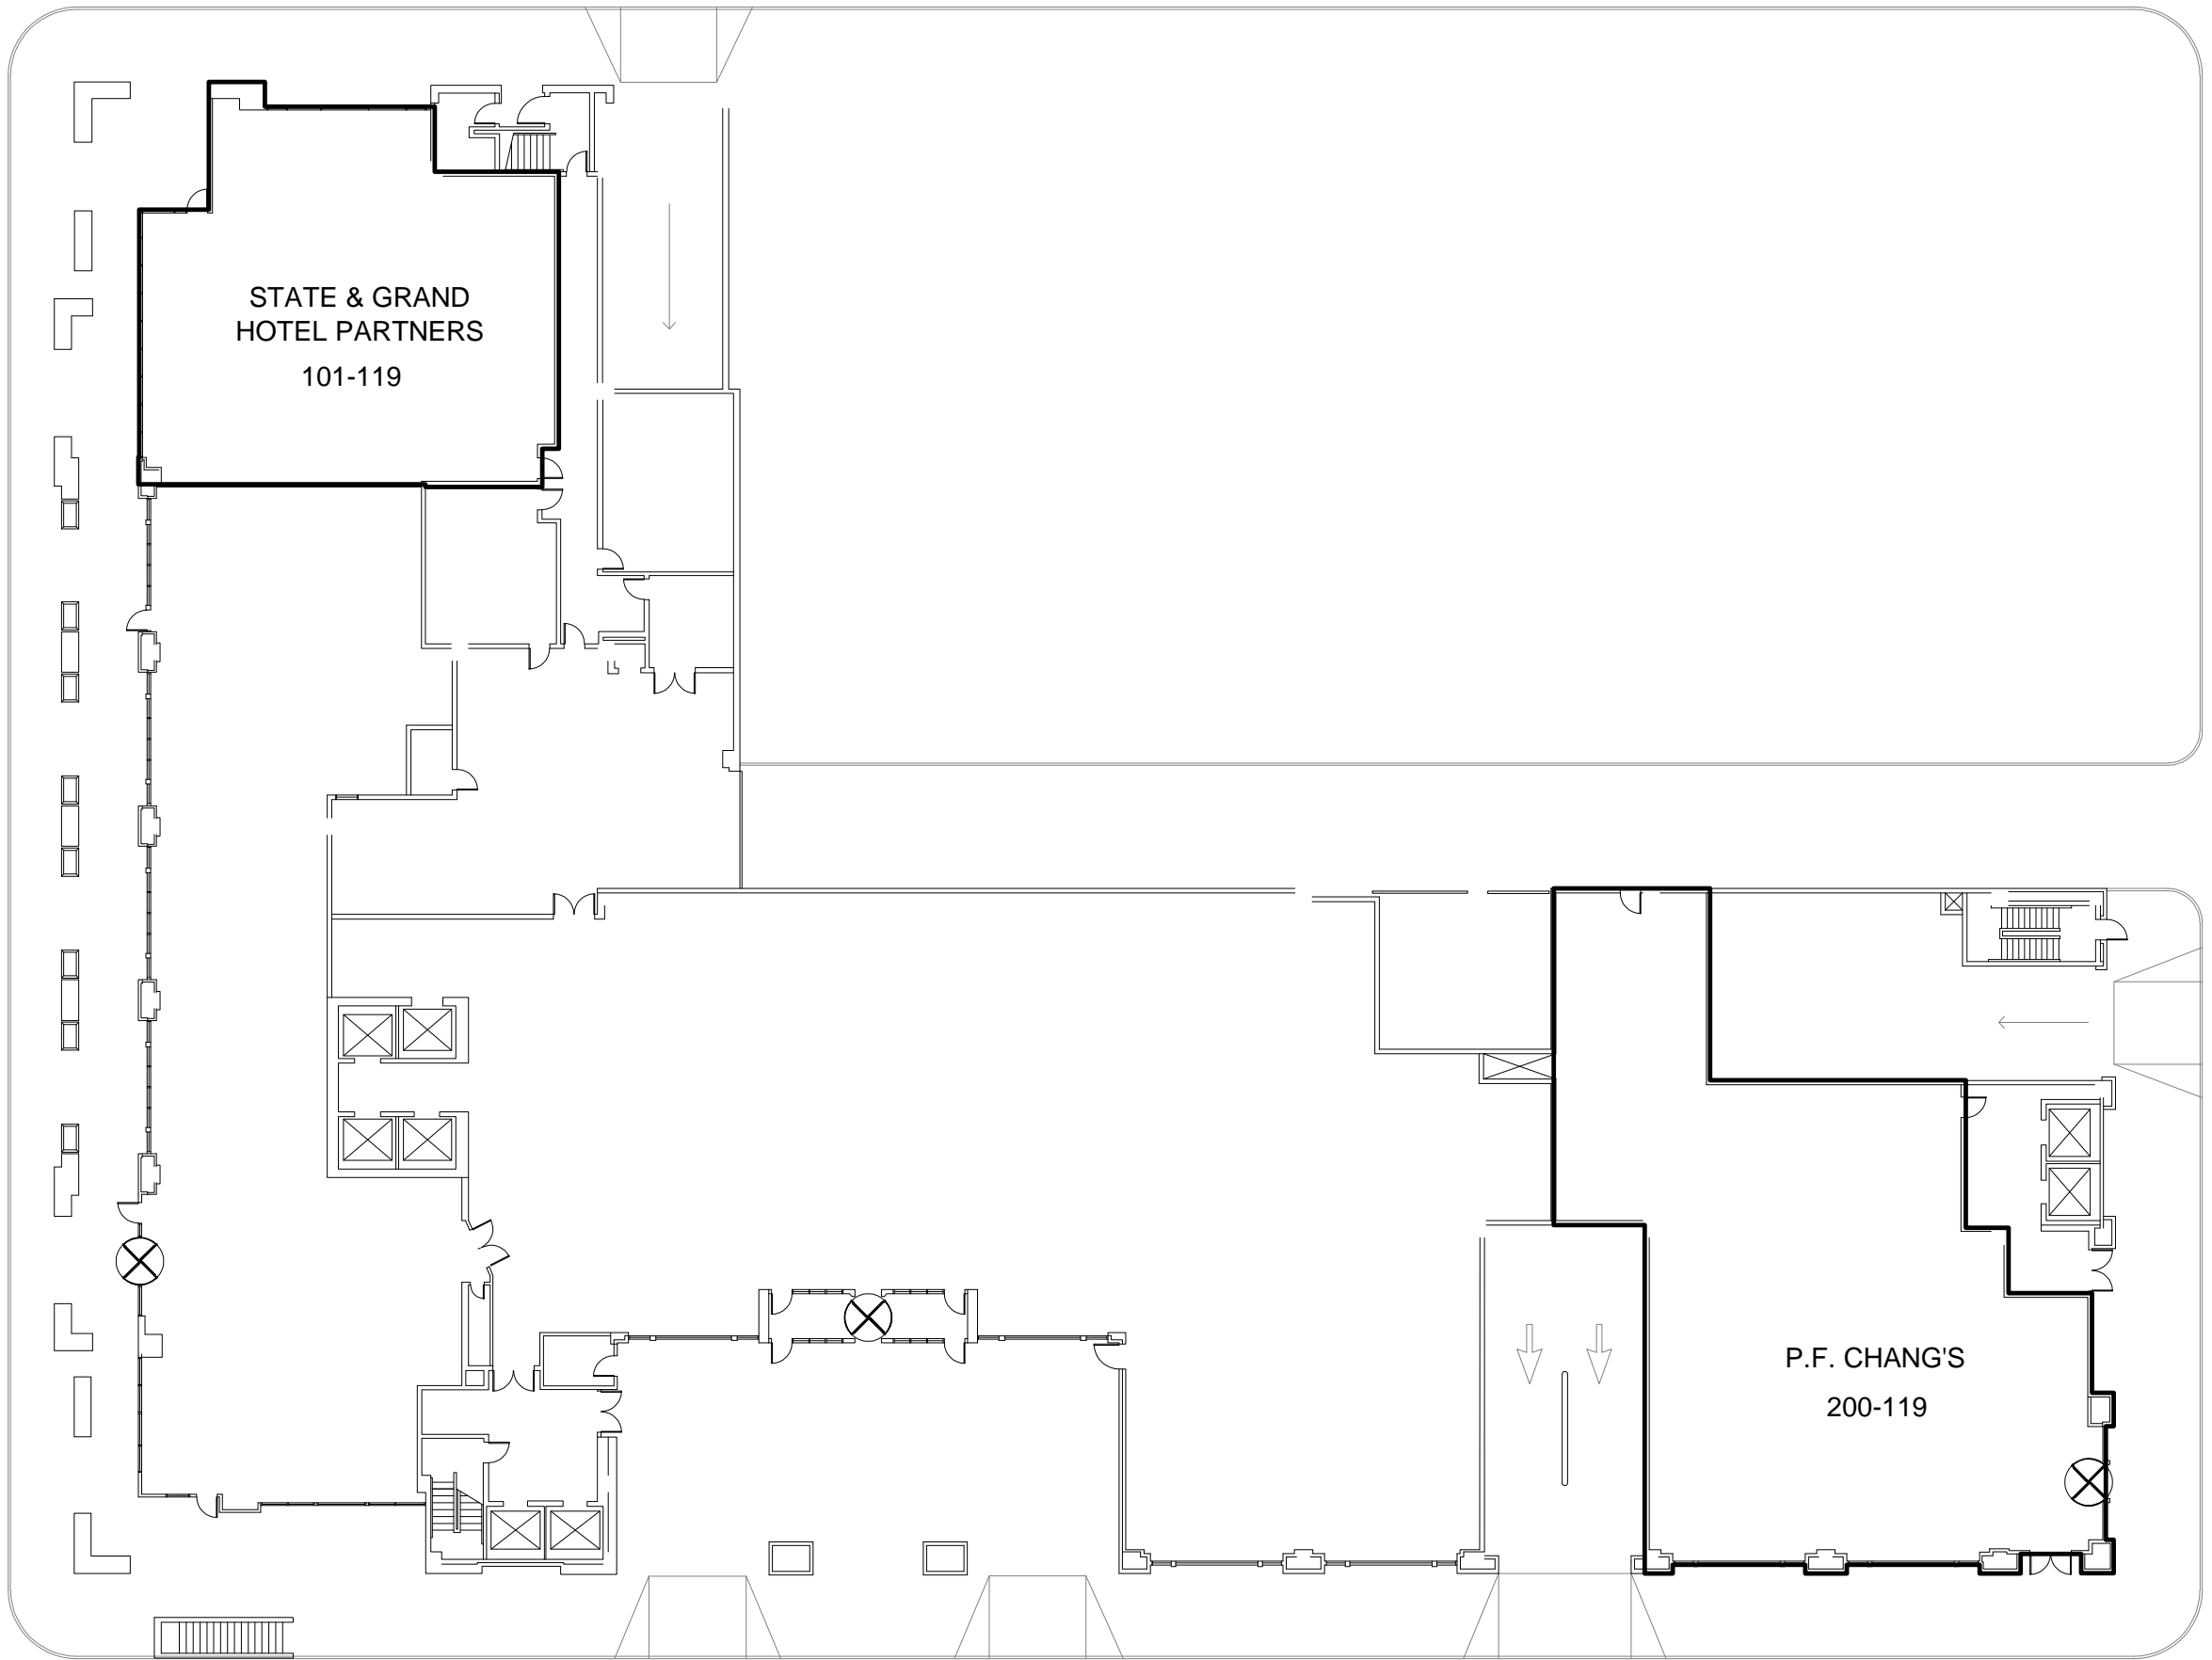 STATE & GRAND
HOTEL PARTNERS
101-119
P.F. CHANG'S
200-119